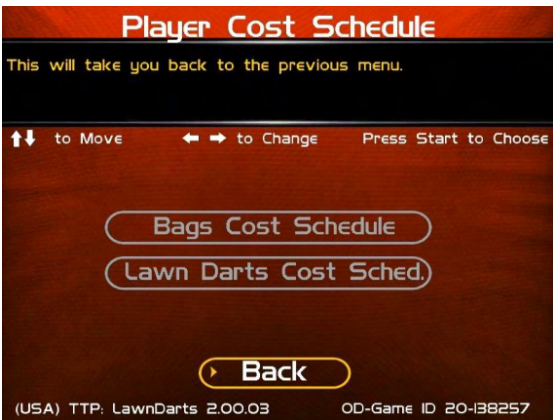 Player Cost Schedule
This will take you back to the previous menu.
to Move to Change Press Start to Choose
Bags Cost Schedule
Lawn Darts Cost Sched.
Back
(USA) TTP: LawnDarts 2.00.03 OD-Game ID 20-138257